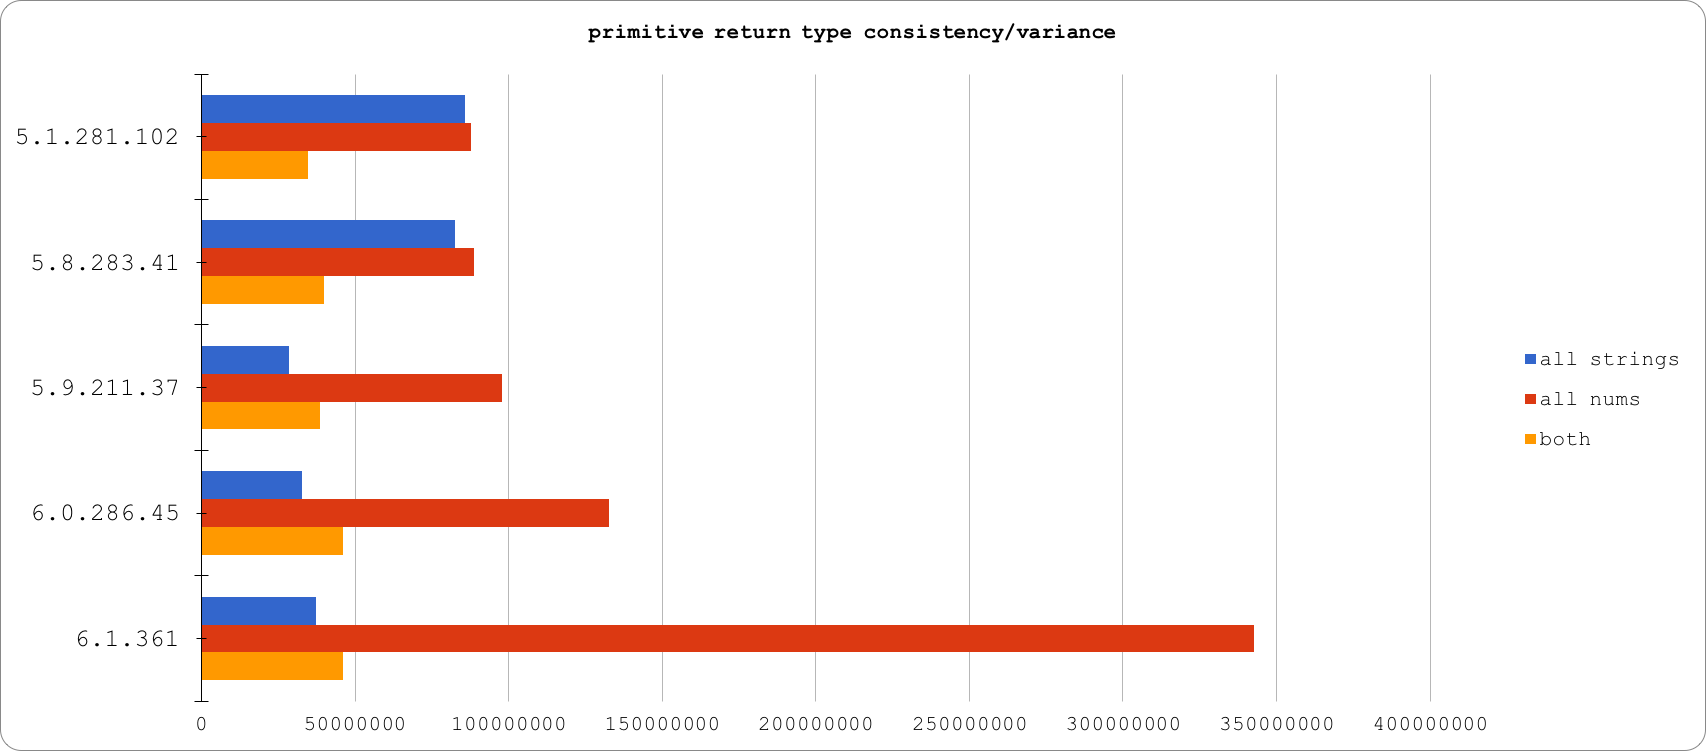 primitive return type consistency/variance
5.1.281.102
5.8.283.41
5.9.211.37
6.0.286.45
6.1.361
0 50000000 100000000 150000000 200000000 250000000 300000000 350000000 400000000
all strings
all nums
both